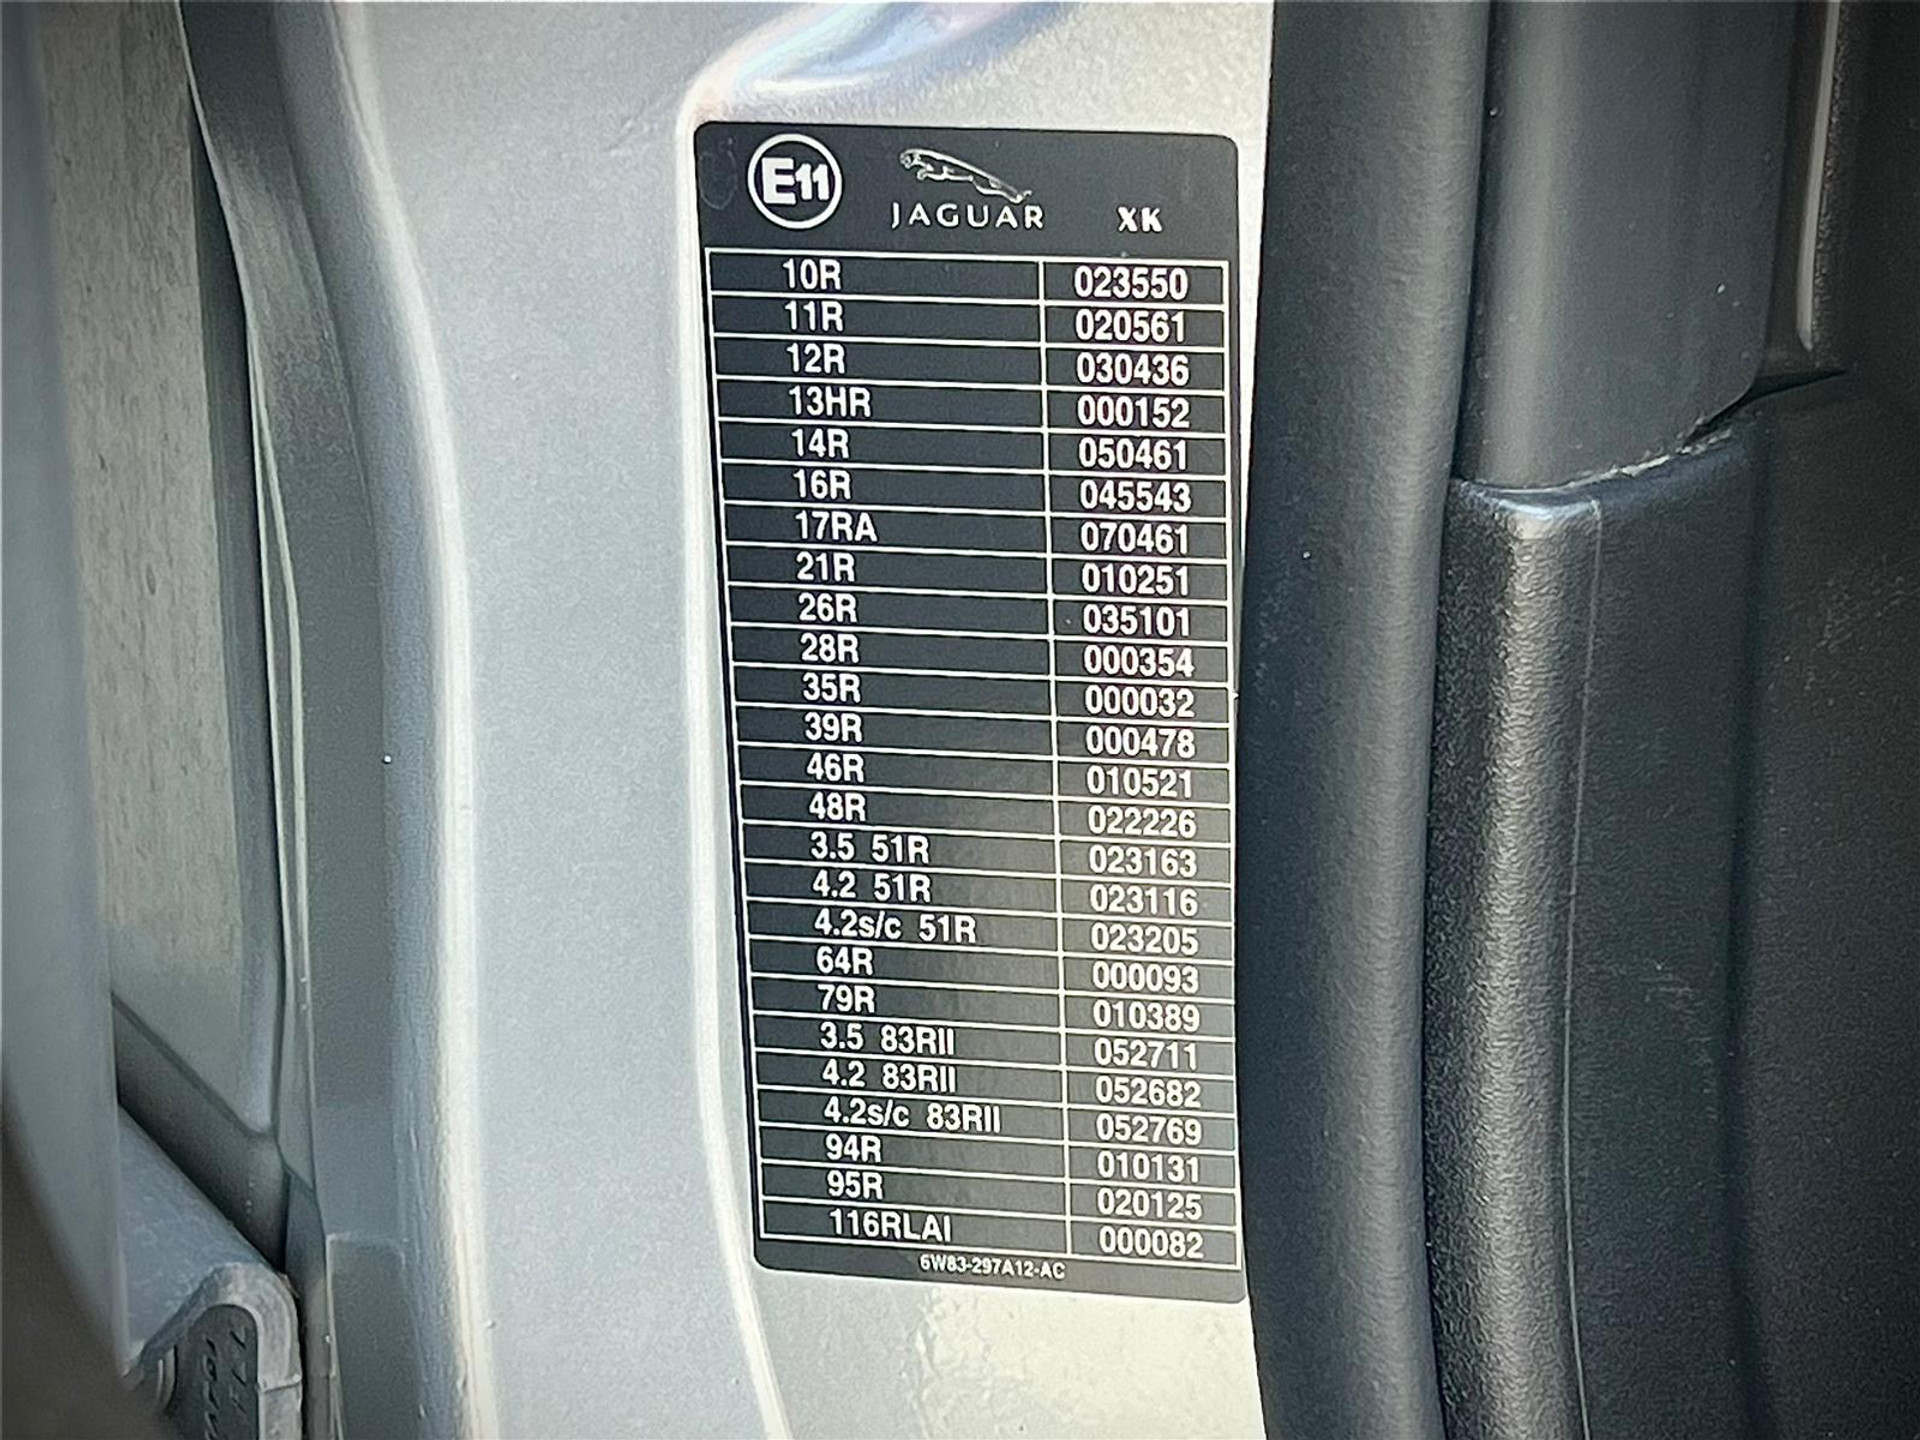 E11 JAGUAR XK
10R 023550
11R 020561
12R 030436
13HR 000152
14R 050461
16R 045543
17RA 070461
21R 010251
26R 035101
28R 000354
35R 000032
39R 000478
46R 010521
48R 022226
3.5 51R 023163
4.2 51R 023116
4.2s/c 51R 023205
64R 000093
79R 010389
3.5 83RII 052711
4.2 83RII 052682
4.2s/c 83RII 052769
94R 010131
95R 020125
116RLAI 000082
6W83-297A12-AC